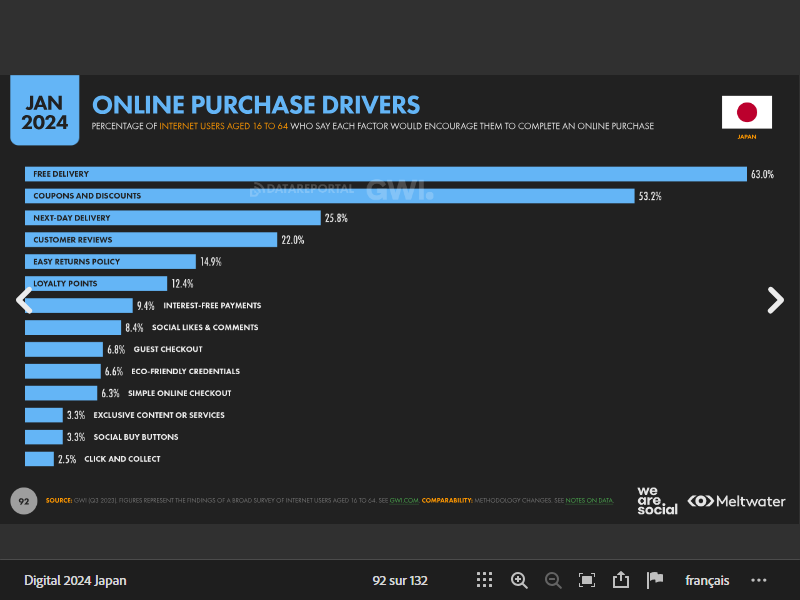 JAN
2024
ONLINE PURCHASE DRIVERS
PERCENTAGE OF INTERNET USERS AGED 16 TO 64 WHO SAY EACH FACTOR WOULD ENCOURAGE THEM TO COMPLETE AN ONLINE PURCHASE
JAPAN
FREE DELIVERY 63.0%
DATAREPORTAL GWI.
COUPONS AND DISCOUNTS 53.2%
NEXT-DAY DELIVERY 25.8%
CUSTOMER REVIEWS 22.0%
EASY RETURNS POLICY 14.9%
LOYALTY POINTS 12.4%
9.4% INTEREST-FREE PAYMENTS
8.4% SOCIAL LIKES & COMMENTS
6.8% GUEST CHECKOUT
6.6% ECO-FRIENDLY CREDENTIALS
6.3% SIMPLE ONLINE CHECKOUT
3.3% EXCLUSIVE CONTENT OR SERVICES
3.3% SOCIAL BUY BUTTONS
2.5% CLICK AND COLLECT
92 SOURCE: GWI (Q3 2023). FIGURES REPRESENT THE FINDINGS OF A BROAD SURVEY OF INTERNET USERS AGED 16 TO 64. SEE GWI.COM. COMPARABILITY: METHODOLOGY CHANGES. SEE NOTES ON DATA.
we
are
social
Meltwater
Digital 2024 Japan 92 sur 132 français